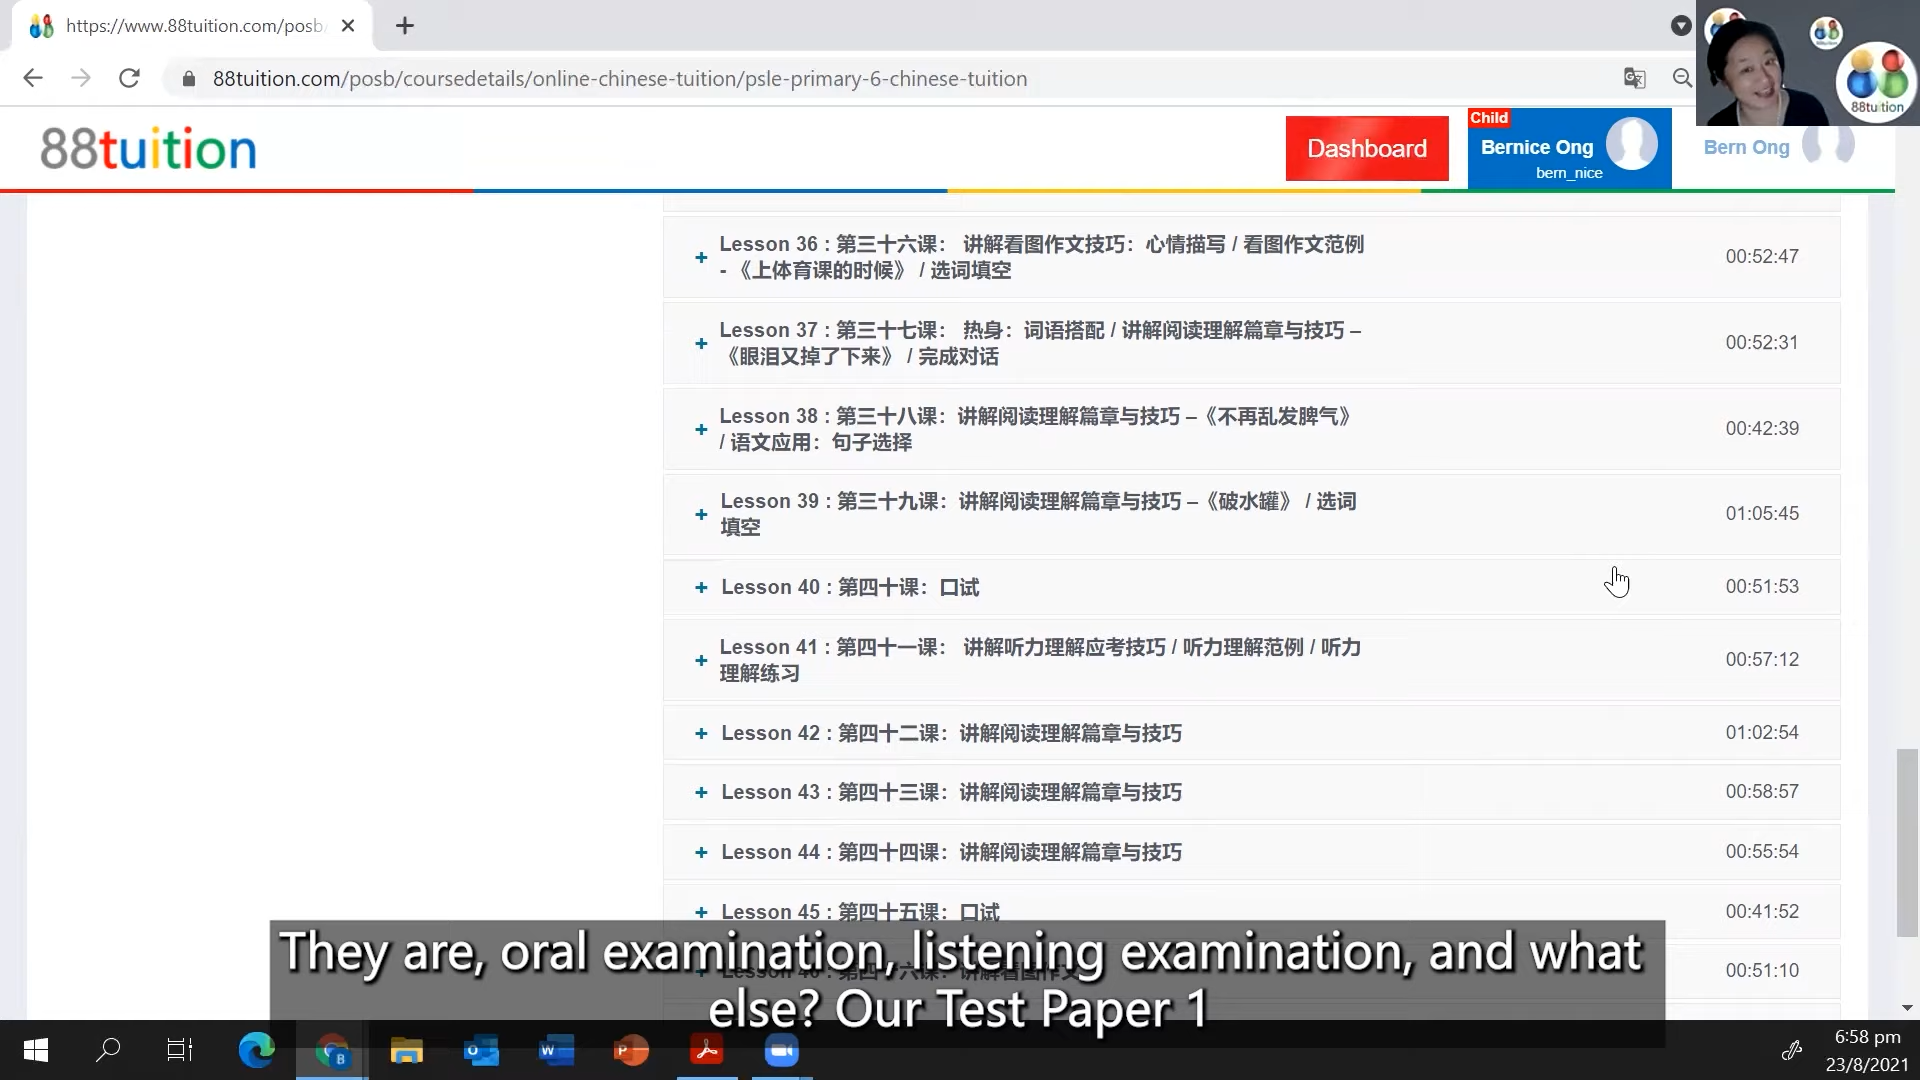 https://www.88tuition.com/posb
88tuition.com/posb/coursedetails/online-chinese-tuition/psle-primary-6-chinese-tuition
88tuition
88tuition
Dashboard
Child
Bernice Ong
bern_nice
Bern Ong
Lesson 36 : 第三十六课： 讲解看图作文技巧：心情描写 / 看图作文范例
- 《上体育课的时候》 / 选词填空
00:52:47
Lesson 37 : 第三十七课： 热身：词语搭配 / 讲解阅读理解篇章与技巧 –
《眼泪又掉了下来》 / 完成对话
00:52:31
Lesson 38 : 第三十八课：讲解阅读理解篇章与技巧 –《不再乱发脾气》
/ 语文应用：句子选择
00:42:39
Lesson 39 : 第三十九课：讲解阅读理解篇章与技巧 –《破水罐》 / 选词
填空
01:05:45
Lesson 40 : 第四十课：口试
00:51:53
Lesson 41 : 第四十一课： 讲解听力理解应考技巧 / 听力理解范例 / 听力
理解练习
00:57:12
Lesson 42 : 第四十二课：讲解阅读理解篇章与技巧
01:02:54
Lesson 43 : 第四十三课：讲解阅读理解篇章与技巧
00:58:57
Lesson 44 : 第四十四课：讲解阅读理解篇章与技巧
00:55:54
Lesson 45 : 第四十五课：口试
00:41:52
Lesson 46 : 第四十六课：讲解看图作文
00:51:10
They are, oral examination, listening examination, and what
else? Our Test Paper 1
6:58 pm
23/8/2021